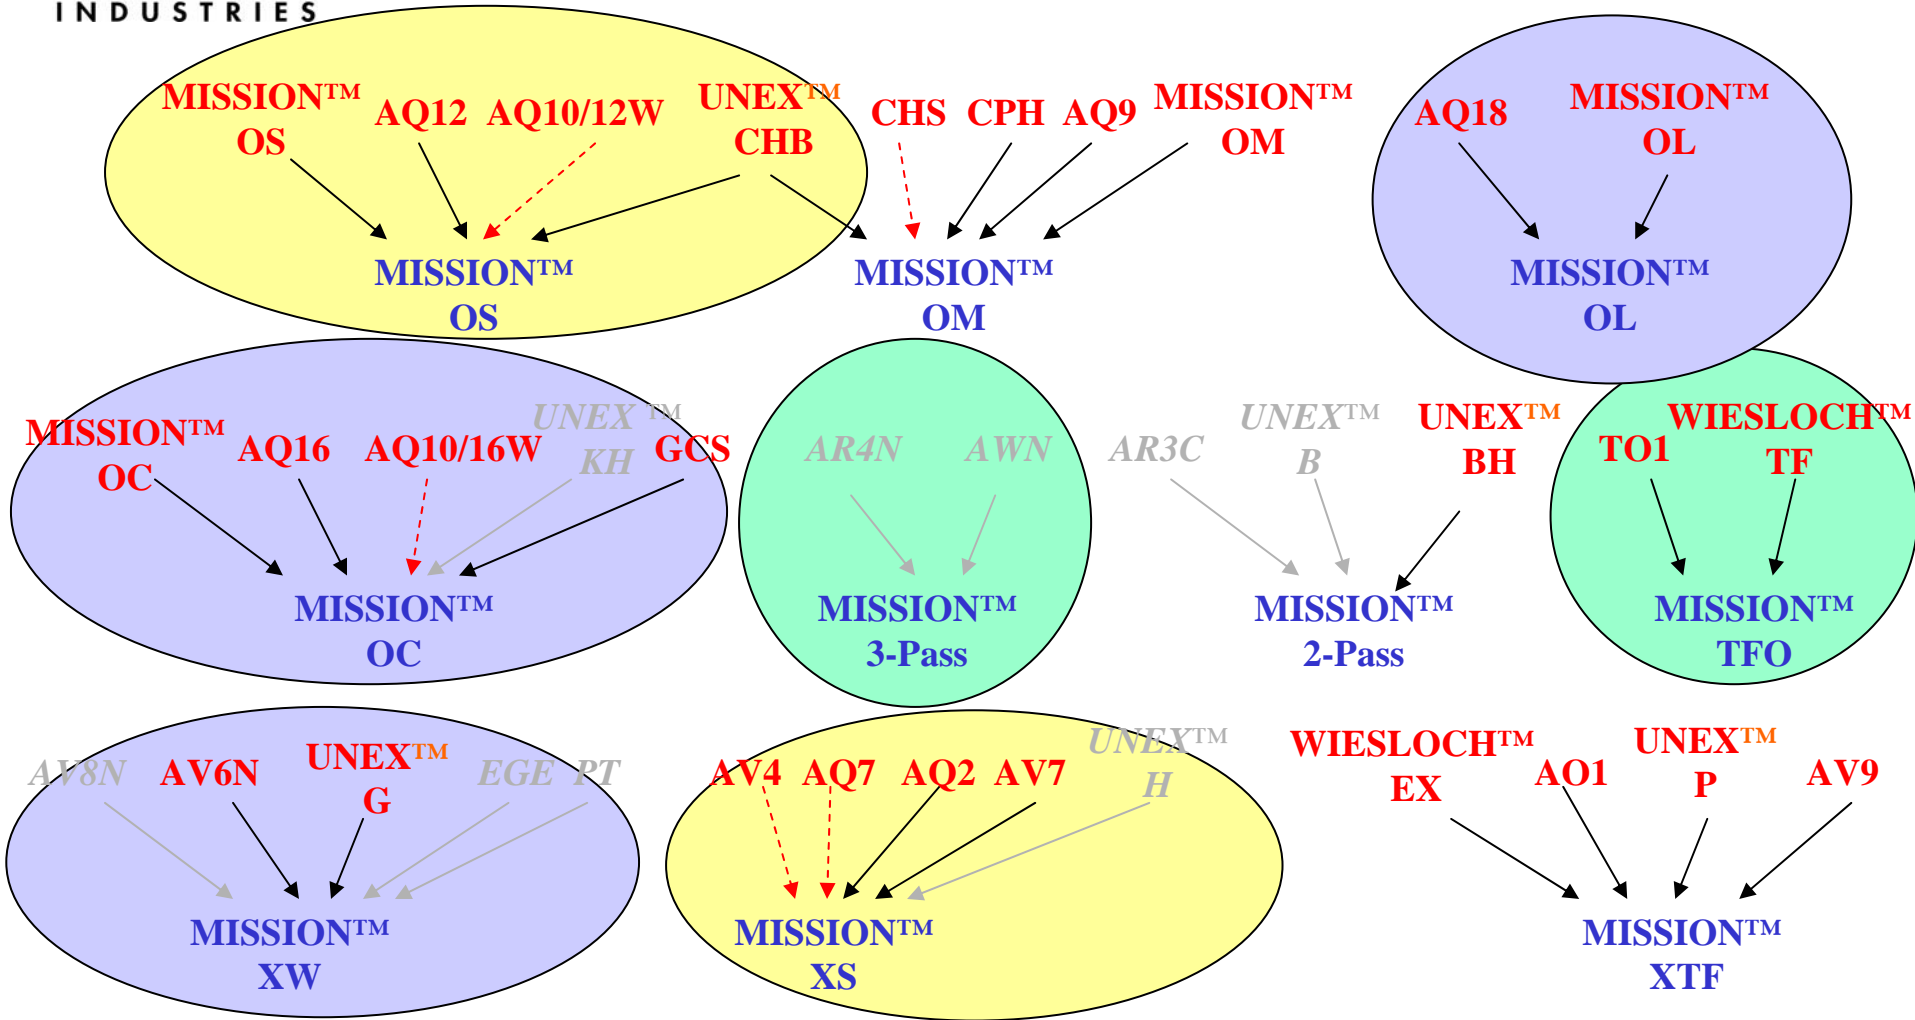 INDUSTRIES
MISSION™
OS
AQ12
AQ10/12W
UNEX™
CHB
CHS
CPH
AQ9
MISSION™
OM
AQ18
MISSION™
OL
MISSION™
OS
MISSION™
OM
MISSION™
OL
MISSION™
OC
AQ16
AQ10/16W
UNEX™
KH
GCS
AR4N
AWN
AR3C
UNEX™
B
UNEX™
BH
TO1
WIESLOCH™
TF
MISSION™
OC
MISSION™
3-Pass
MISSION™
2-Pass
MISSION™
TFO
AV8N
AV6N
UNEX™
G
EGE
PT
AV4
AQ7
AQ2
AV7
UNEX™
H
WIESLOCH™
EX
AO1
UNEX™
P
AV9
MISSION™
XW
MISSION™
XS
MISSION™
XTF